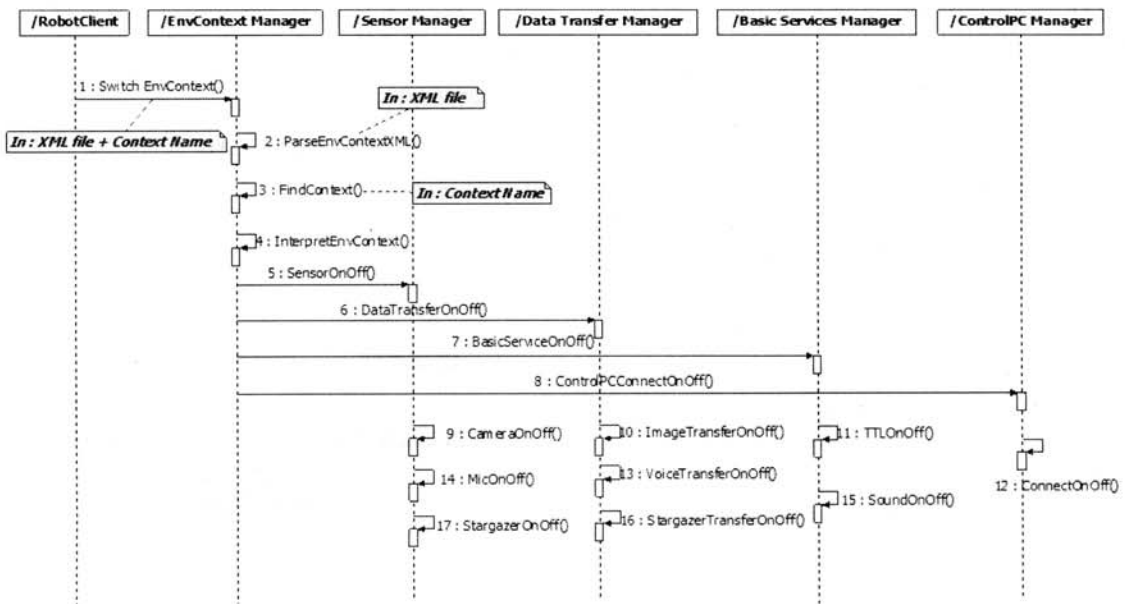 /RobotClient
/EnvContext Manager
/Sensor Manager
/Data Transfer Manager
/Basic Services Manager
/ControlPC Manager
1 : Switch EnvContext()
In : XML file
In : XML file + Context Name
2 : ParseEnvContextXML()
3 : FindContext()
In : Context Name
4 : InterpretEnvContext()
5 : SensorOnOff()
6 : DataTransferOnOff()
7 : BasicServiceOnOff()
8 : ControlPCConnectOnOff()
9 : CameraOnOff()
10 : ImageTransferOnOff()
11 : TTLOnOff()
14 : MicOnOff()
13 : VoiceTransferOnOff()
12 : ConnectOnOff()
15 : SoundOnOff()
17 : StargazerOnOff()
16 : StargazerTransferOnOff()